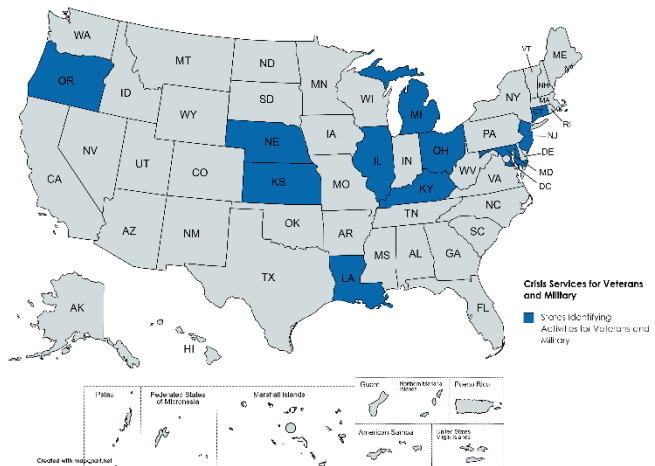 WA
MT
ND
MN
ME
VT
NH
OR
ID
SD
WI
MI
NY
MA
CT
RI
WY
IA
PA
NJ
NE
IL
IN
OH
DE
NV
UT
CO
KS
MO
KY
WV
VA
MD
DC
CA
AZ
NM
OK
AR
TN
NC
SC
TX
LA
MS
AL
GA
FL
AK
HI
Crisis Services for Veterans
and Military
States Identifying
Activities for Veterans and
Military
Palau
Federated States
of Micronesia
Marshall Islands
Guam
Northern Mariana
Islands
Puerto Rico
American Samoa
United States
Virgin Islands
Created with mapchart.net